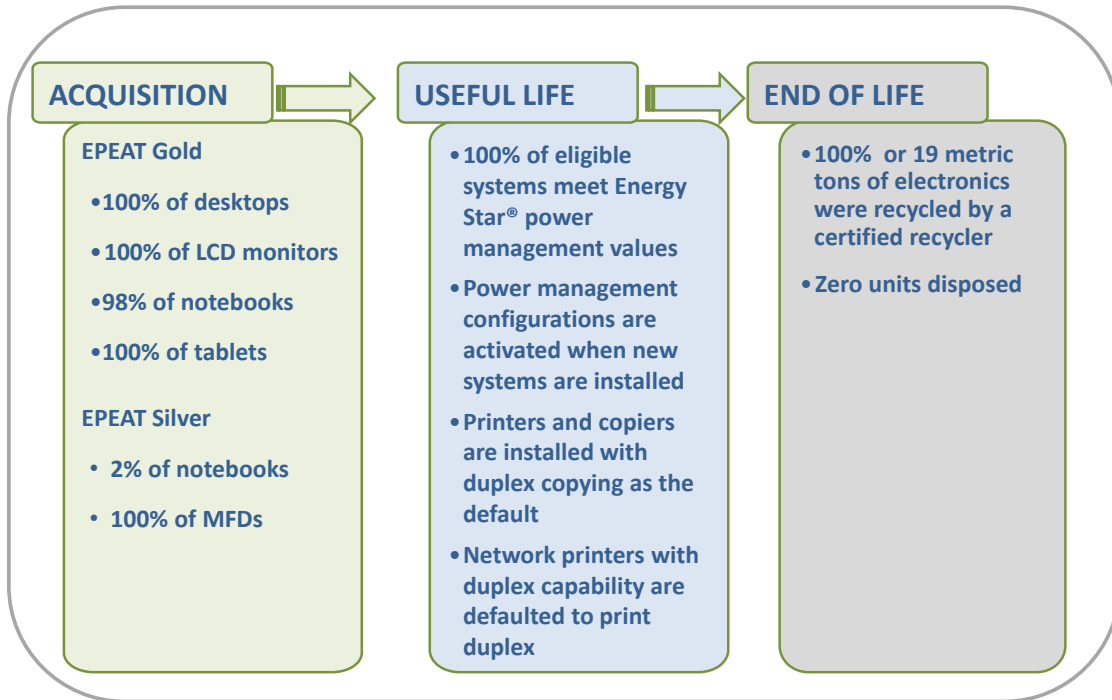 ACQUISITION
EPEAT Gold
•100% of desktops
•100% of LCD monitors
•98% of notebooks
•100% of tablets
EPEAT Silver
• 2% of notebooks
• 100% of MFDs
USEFUL LIFE
•100% of eligible
systems meet Energy
Star® power
management values
•Power management
configurations are
activated when new
systems are installed
•Printers and copiers
are installed with
duplex copying as the
default
•Network printers with
duplex capability are
defaulted to print
duplex
END OF LIFE
•100% or 19 metric
tons of electronics
were recycled by a
certified recycler
•Zero units disposed